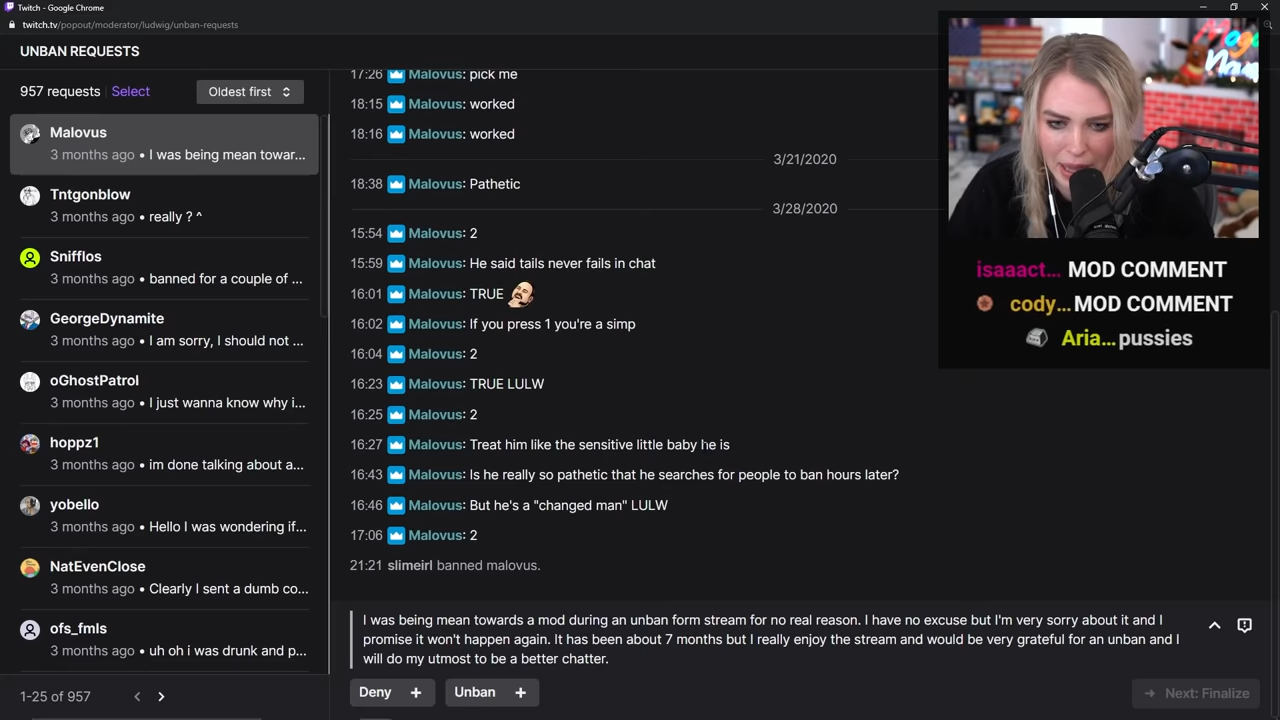 Twitch - Google Chrome
twitch.tv/popout/moderator/ludwig/unban-requests
UNBAN REQUESTS
957 requests Select Oldest first
Malovus
3 months ago • I was being mean towar...
Tntgonblow
3 months ago • really ? ^
Snifflos
3 months ago • banned for a couple of ...
GeorgeDynamite
3 months ago • I am sorry, I should not ...
oGhostPatrol
3 months ago • I just wanna know why i...
hoppz1
3 months ago • im done talking about a...
yobello
3 months ago • Hello I was wondering if...
NatEvenClose
3 months ago • Clearly I sent a dumb co...
ofs_fmls
3 months ago • uh oh i was drunk and p...
1-25 of 957
17:26 Malovus: pick me
18:15 Malovus: worked
18:16 Malovus: worked
3/21/2020
18:38 Malovus: Pathetic
3/28/2020
15:54 Malovus: 2
15:59 Malovus: He said tails never fails in chat
16:01 Malovus: TRUE
16:02 Malovus: If you press 1 you're a simp
16:04 Malovus: 2
16:23 Malovus: TRUE LULW
16:25 Malovus: 2
16:27 Malovus: Treat him like the sensitive little baby he is
16:43 Malovus: Is he really so pathetic that he searches for people to ban hours later?
16:46 Malovus: But he's a "changed man" LULW
17:06 Malovus: 2
21:21 slimeirl banned malovus.
I was being mean towards a mod during an unban form stream for no real reason. I have no excuse but I'm very sorry about it and I
promise it won't happen again. It has been about 7 months but I really enjoy the stream and would be very grateful for an unban and I
will do my utmost to be a better chatter.
Deny + Unban +
Next: Finalize
isaaact... MOD COMMENT
cody... MOD COMMENT
Aria... pussies